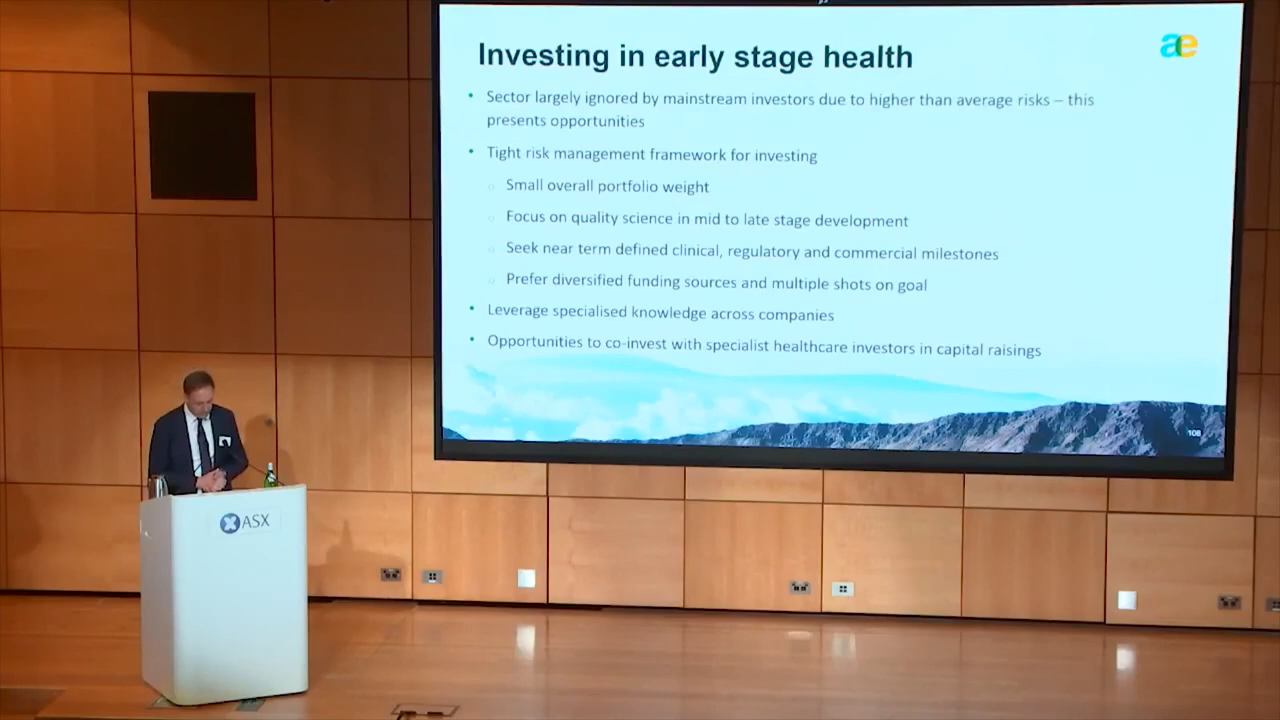 ae
Investing in early stage health
• Sector largely ignored by mainstream investors due to higher than average risks – this
presents opportunities
• Tight risk management framework for investing
○ Small overall portfolio weight
○ Focus on quality science in mid to late stage development
○ Seek near term defined clinical, regulatory and commercial milestones
○ Prefer diversified funding sources and multiple shots on goal
• Leverage specialised knowledge across companies
• Opportunities to co-invest with specialist healthcare investors in capital raisings
108
ASX